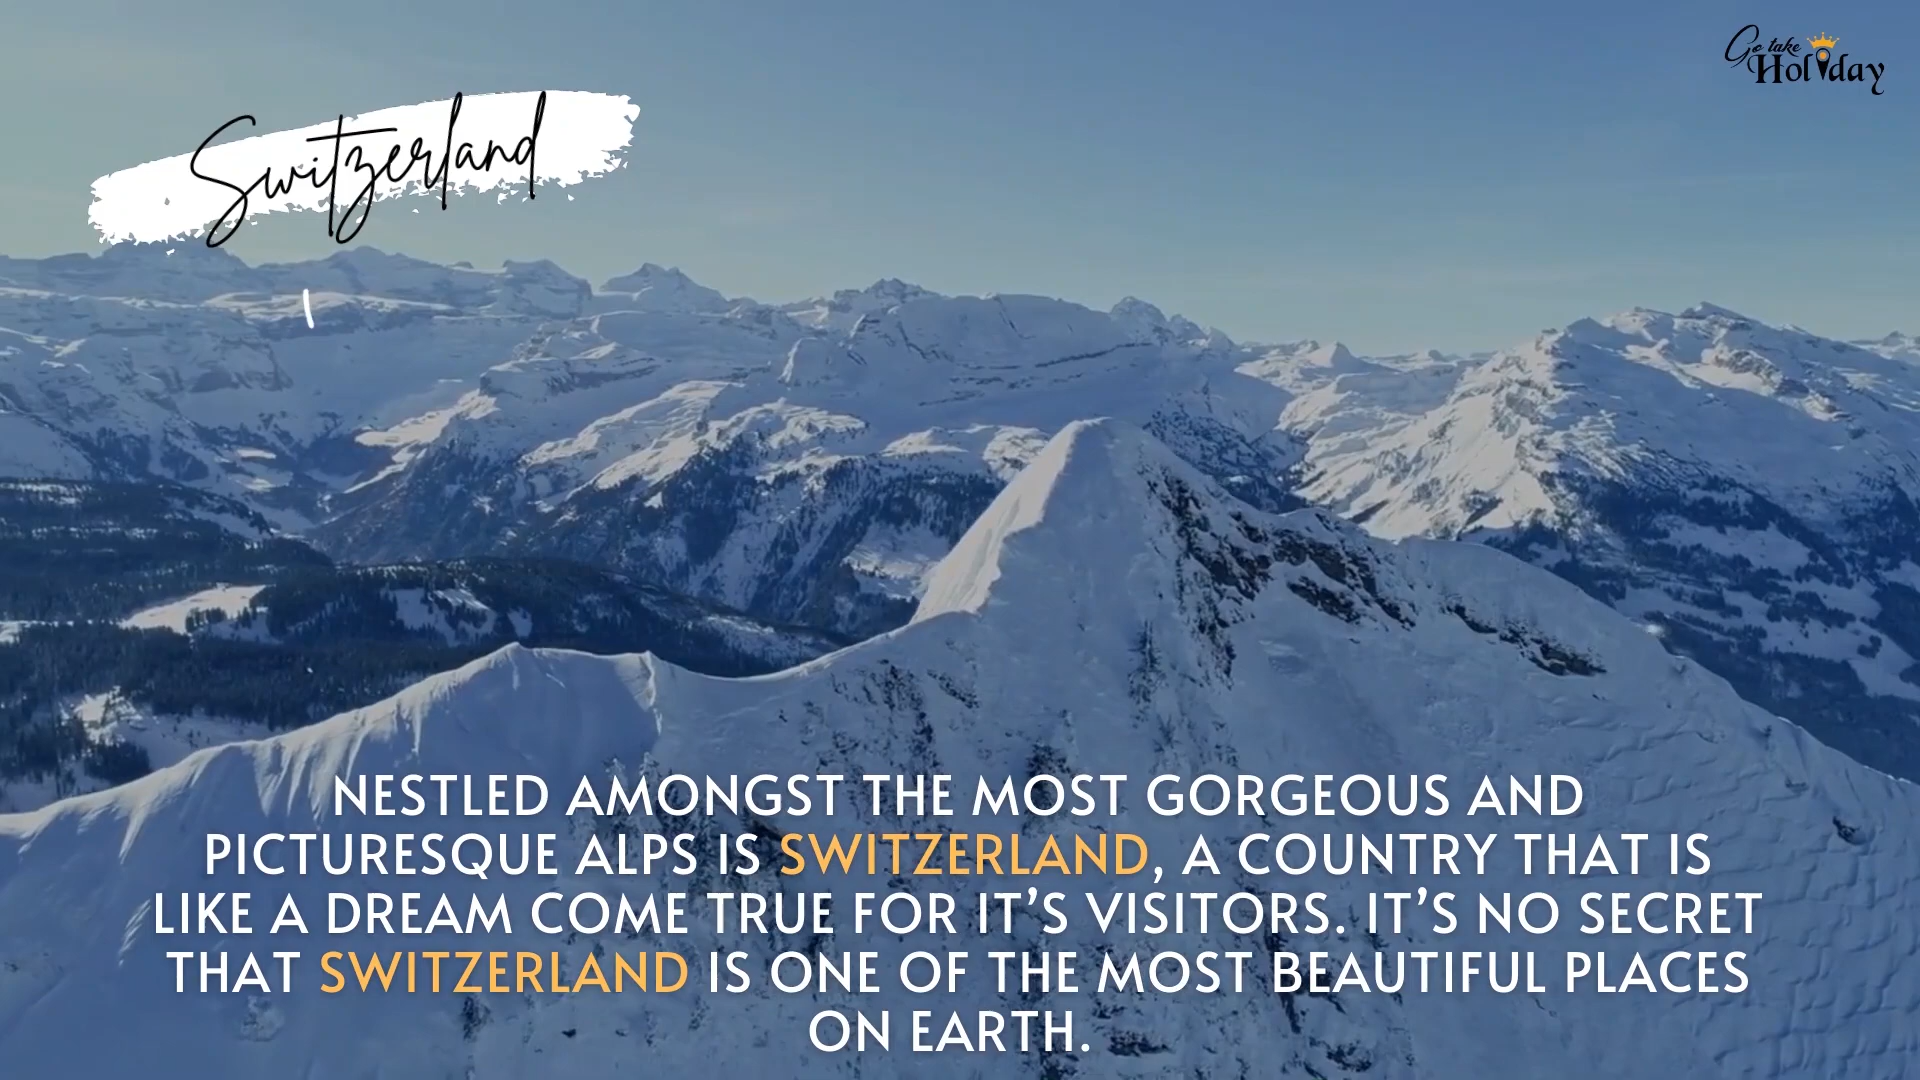 Go take
Holiday
Switzerland
NESTLED AMONGST THE MOST GORGEOUS AND
PICTURESQUE ALPS IS SWITZERLAND, A COUNTRY THAT IS
LIKE A DREAM COME TRUE FOR IT’S VISITORS. IT’S NO SECRET
THAT SWITZERLAND IS ONE OF THE MOST BEAUTIFUL PLACES
ON EARTH.